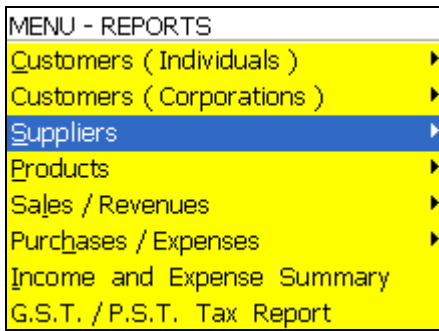 MENU - REPORTS
Customers ( Individuals )
Customers ( Corporations )
Suppliers
Products
Sales / Revenues
Purchases / Expenses
Income and Expense Summary
G.S.T. / P.S.T. Tax Report